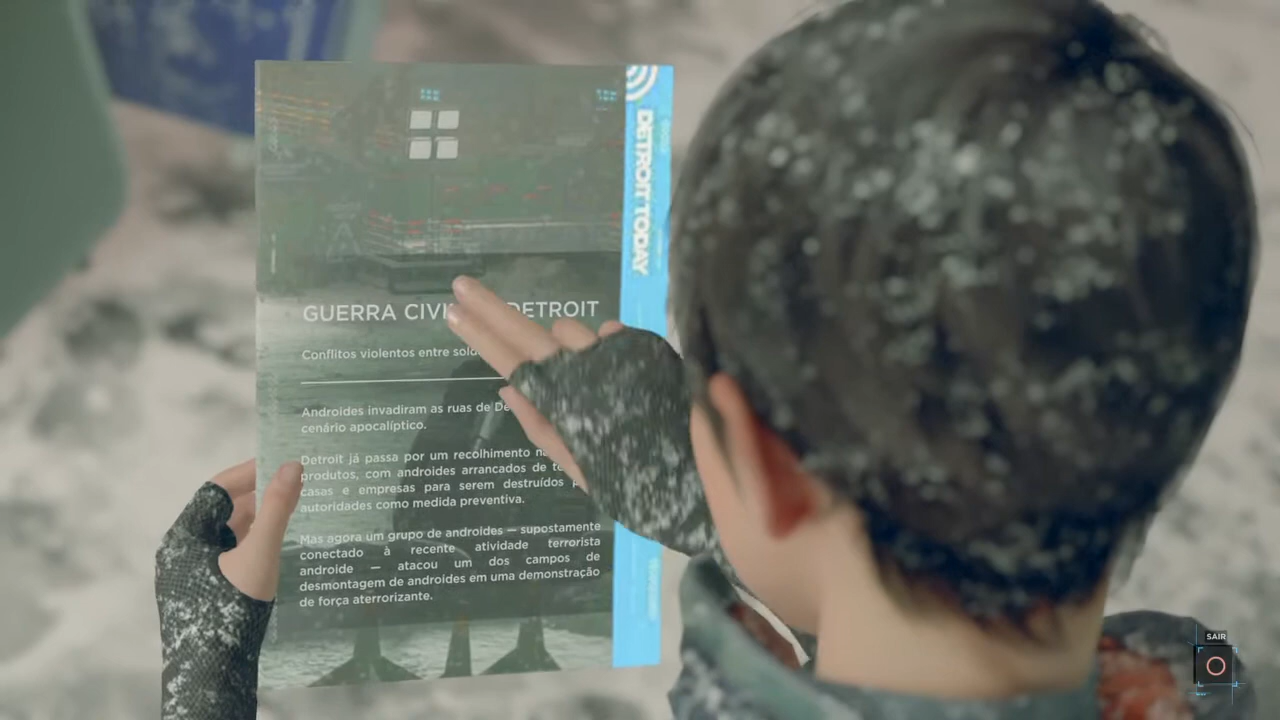 DETROIT TODAY
GUERRA CIVIL DETROIT
Conflitos violentos entre
Androides invadiram as ruas de
cenário apocalíptico.
Detroit já passa por um recolhimento
produtos, com androides arrancados de
casas e empresas para serem destruídos
autoridades como medida preventiva.
Mas agora um grupo de androides — supostamente
conectado à recente atividade terrorista
androide — atacou um dos campos de
desmontagem de androides em uma demonstração
de força aterrorizante.
SAIR